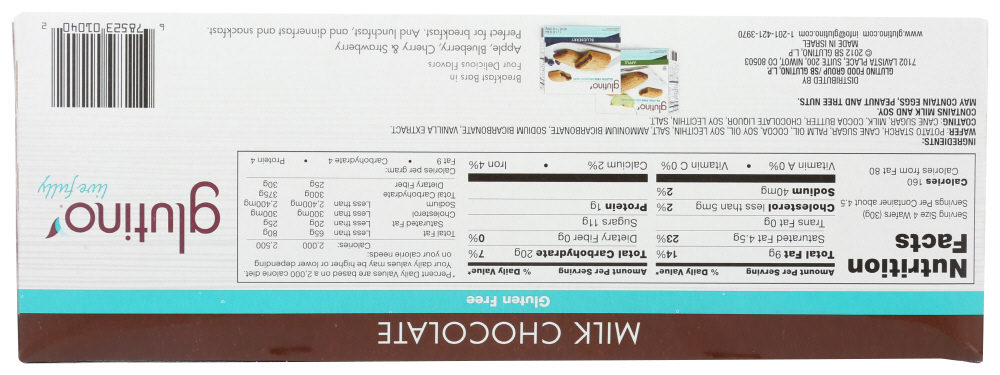 MILK CHOCOLATE
Gluten Free
Nutrition
Facts
Serving Size 4 Wafers (30g)
Servings Per Container about 4.5
Calories 160
Calories from Fat 80
Amount Per Serving % Daily Value*
Total Fat 9g 14%
Saturated Fat 4.5g 23%
Trans Fat 0g
Cholesterol less than 5mg 2%
Sodium 40mg 2%
Amount Per Serving % Daily Value*
Total Carbohydrate 20g 7%
Dietary Fiber 0g 0%
Sugars 11g
Protein 1g
Vitamin A 0% • Vitamin C 0% • Calcium 2% • Iron 4%
*Percent Daily Values are based on a 2,000 calorie diet.
Your daily values may be higher or lower depending
on your calorie needs:
Calories: 2,000 2,500
Total Fat Less than 65g 80g
Saturated Fat Less than 20g 25g
Cholesterol Less than 300mg 300mg
Sodium Less than 2,400mg 2,400mg
Total Carbohydrate 300g 375g
Dietary Fiber 25g 30g
Calories per gram:
Fat 9 • Carbohydrate 4 • Protein 4
glutino
live fully
INGREDIENTS:
WAFER: POTATO STARCH, CANE SUGAR, PALM OIL, COCOA, SOY OIL, SOY LECITHIN, SALT, AMMONIUM BICARBONATE, SODIUM BICARBONATE, VANILLA EXTRACT.
COATING: CANE SUGAR, MILK, COCOA BUTTER, CHOCOLATE LIQUOR, SOY LECITHIN, SALT.
CONTAINS MILK AND SOY.
MAY CONTAIN EGGS, PEANUT AND TREE NUTS.
DISTRIBUTED BY
GLUTINO FOOD GROUP / SB GLUTINO, L.P
7102 LAVISTA PLACE, SUITE 200, NIWOT, CO 80503
© 2012 SB GLUTINO, L.P
MADE IN ISRAEL
www.glutino.com info@glutino.com 1-201-421-3970
glutino
APPLE
glutino
BLUEBERRY
Breakfast Bars in
Four Delicious Flavors
Apple, Blueberry, Cherry & Strawberry
Perfect for breakfast. And lunchfast, and dinnerfast and snackfast.
6 78523 01040 2